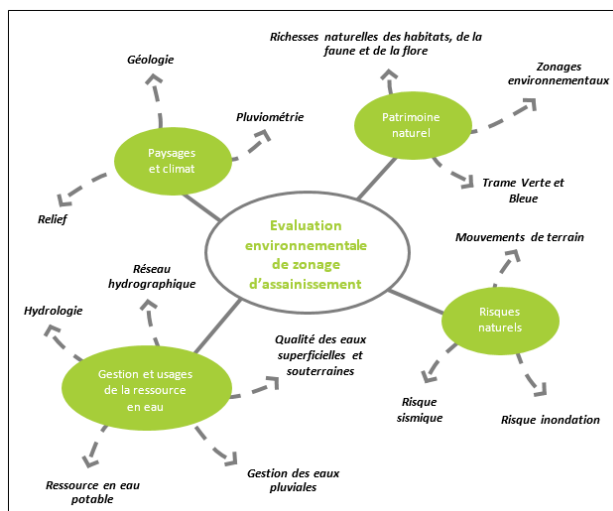 Richesses naturelles des habitats, de la
faune et de la flore
Géologie
Zonages
environnementaux
Pluviométrie
Patrimoine
naturel
Paysages
et climat
Trame Verte et
Bleue
Relief
Evaluation
environnementale
de zonage
d'assainissement
Mouvements de terrain
Réseau
hydrographique
Hydrologie
Risques
naturels
Qualité des eaux
superficielles et
souterraines
Gestion et usages
de la ressource
en eau
Risque
sismique
Risque inondation
Ressource en eau
potable
Gestion des eaux
pluviales